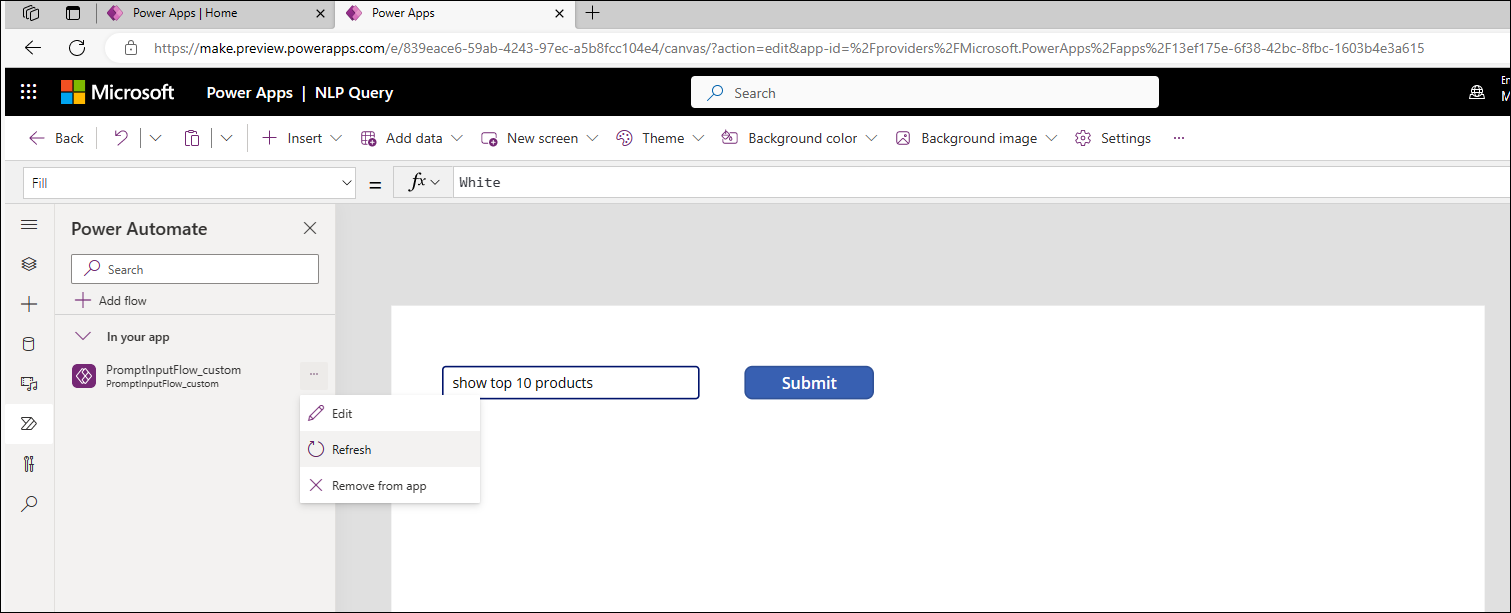 Power Apps | Home
Power Apps
https://make.preview.powerapps.com/e/839eace6-59ab-4243-97ec-a5b8fcc104e4/canvas/?action=edit&app-id=%2Fproviders%2FMicrosoft.PowerApps%2Fapps%2F13ef175e-6f38-42bc-8fbc-1603b4e3a615
Microsoft Power Apps | NLP Query
Search
Back Insert Add data New screen Theme Background color Background image Settings ...
Fill = fx White
Power Automate
Search
Add flow
In your app
PromptInputFlow_custom
PromptInputFlow_custom
...
show top 10 products
Submit
Edit
Refresh
Remove from app